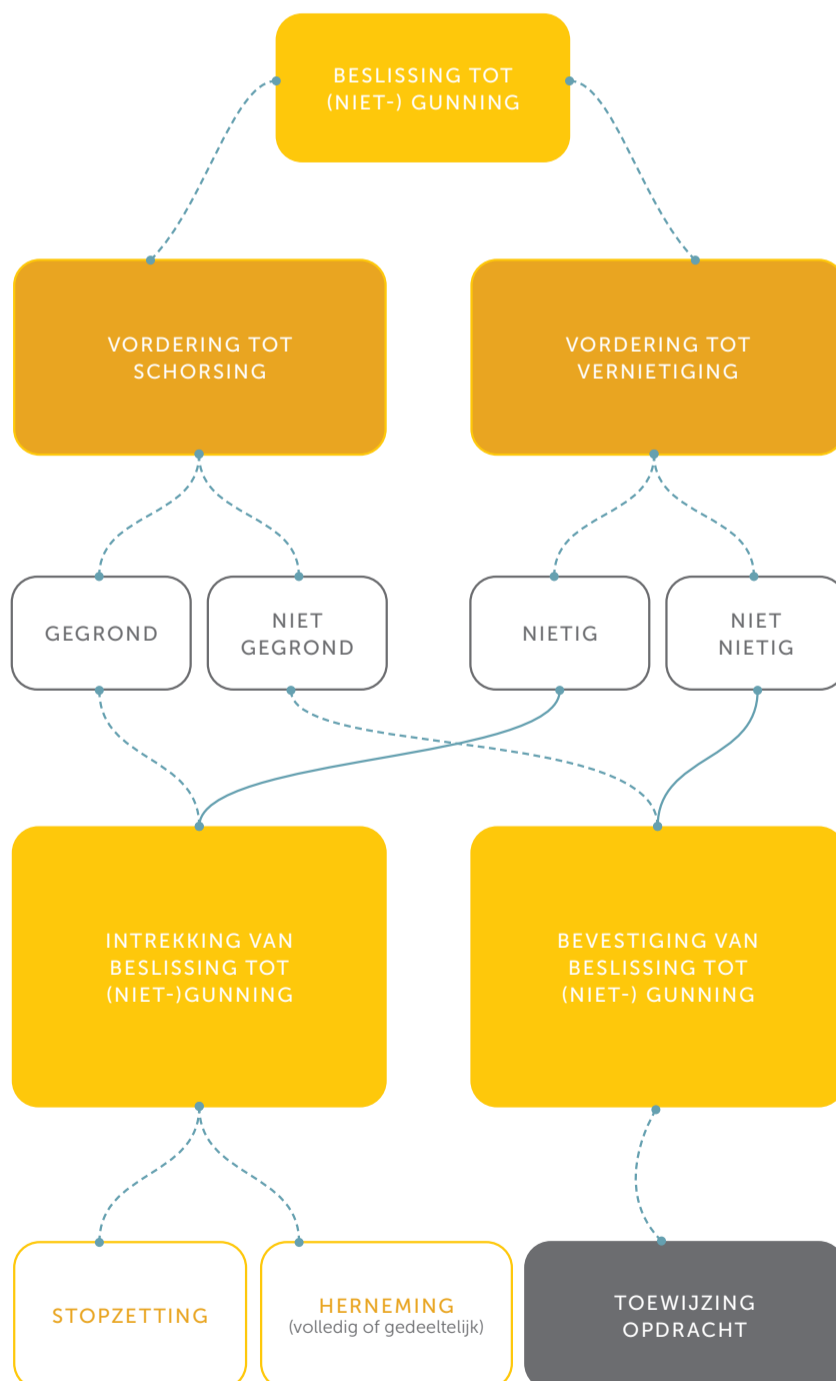 BESLISSING TOT
(NIET-) GUNNING
VORDERING TOT
SCHORSING
VORDERING TOT
VERNIETIGING
GEGROND
NIET
GEGROND
NIETIG
NIET
NIETIG
INTREKKING VAN
BESLISSING TOT
(NIET-)GUNNING
BEVESTIGING VAN
BESLISSING TOT
(NIET-) GUNNING
STOPZETTING
HERNEMING
(volledig of gedeeltelijk)
TOEWIJZING
OPDRACHT